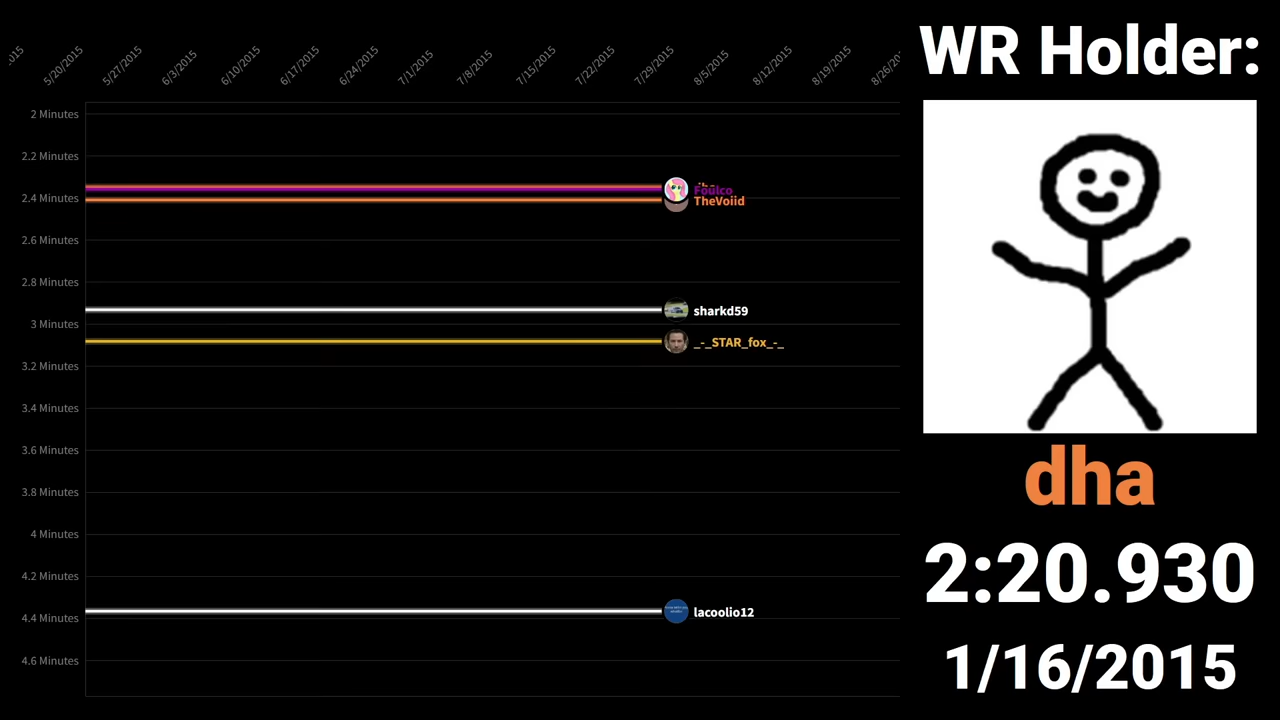 015
5/20/2015
5/27/2015
6/3/2015
6/10/2015
6/17/2015
6/24/2015
7/1/2015
7/8/2015
7/15/2015
7/22/2015
7/29/2015
8/5/2015
8/12/2015
8/19/2015
8/26/20
2 Minutes
2.2 Minutes
2.4 Minutes
2.6 Minutes
2.8 Minutes
3 Minutes
3.2 Minutes
3.4 Minutes
3.6 Minutes
3.8 Minutes
4 Minutes
4.2 Minutes
4.4 Minutes
4.6 Minutes
Foulco
TheVoiid
sharkd59
_-_STAR_fox_-_
lacoolio12
WR Holder:
dha
2:20.930
1/16/2015